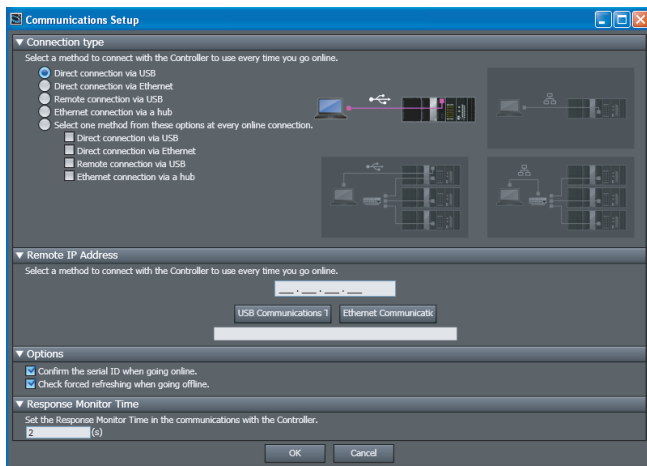 Communications Setup
▼ Connection type
Select a method to connect with the Controller to use every time you go online.
Direct connection via USB
Direct connection via Ethernet
Remote connection via USB
Ethernet connection via a hub
Select one method from these options at every online connection.
Direct connection via USB
Direct connection via Ethernet
Remote connection via USB
Ethernet connection via a hub
▼ Remote IP Address
Select a method to connect with the Controller to use every time you go online.
___.___.___.___
USB Communications T Ethernet Communicatic
▼ Options
Confirm the serial ID when going online.
Check forced refreshing when going offline.
▼ Response Monitor Time
Set the Response Monitor Time in the communications with the Controller.
2 (s)
OK Cancel